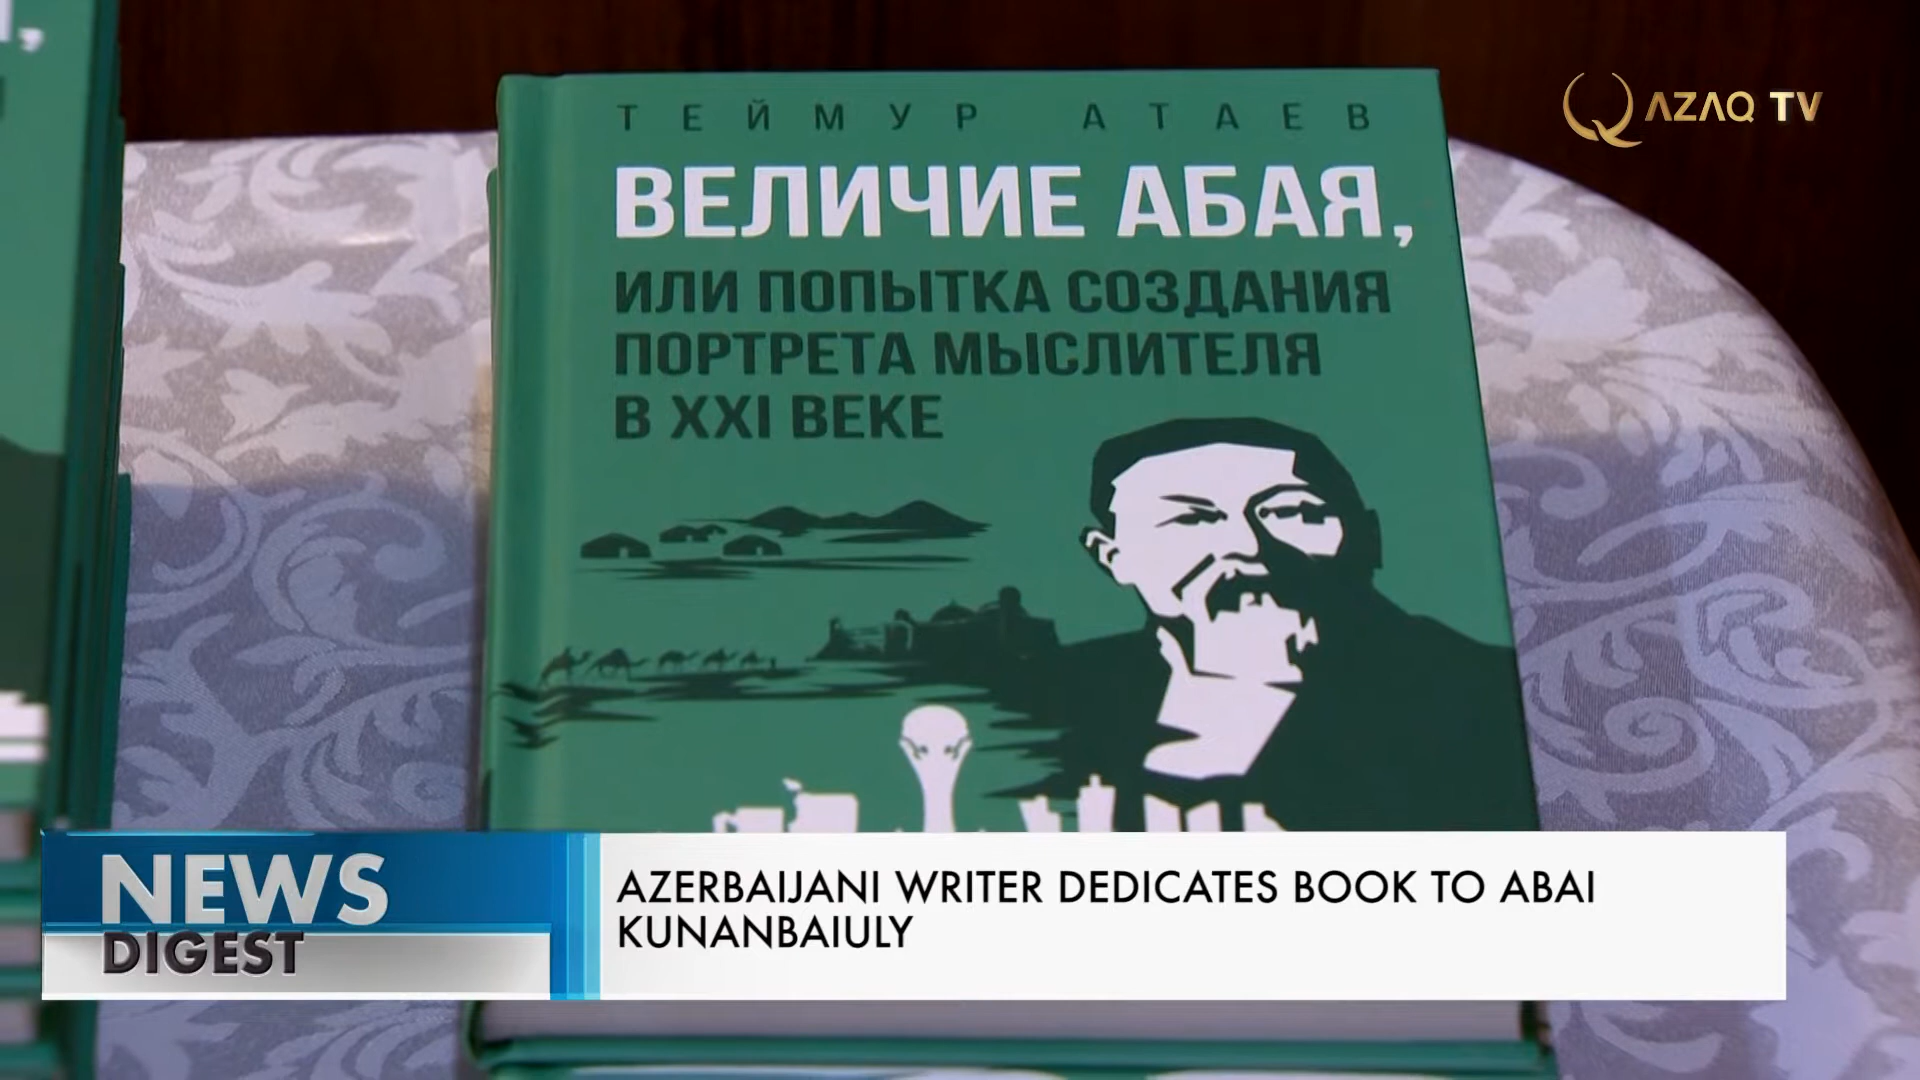 QAZAQ TV
ТЕЙМУР АТАЕВ
ВЕЛИЧИЕ АБАЯ,
ИЛИ ПОПЫТКА СОЗДАНИЯ
ПОРТРЕТА МЫСЛИТЕЛЯ
В XXI ВЕКЕ
NEWS
DIGEST
AZERBAIJANI WRITER DEDICATES BOOK TO ABAI
KUNANBAIULY